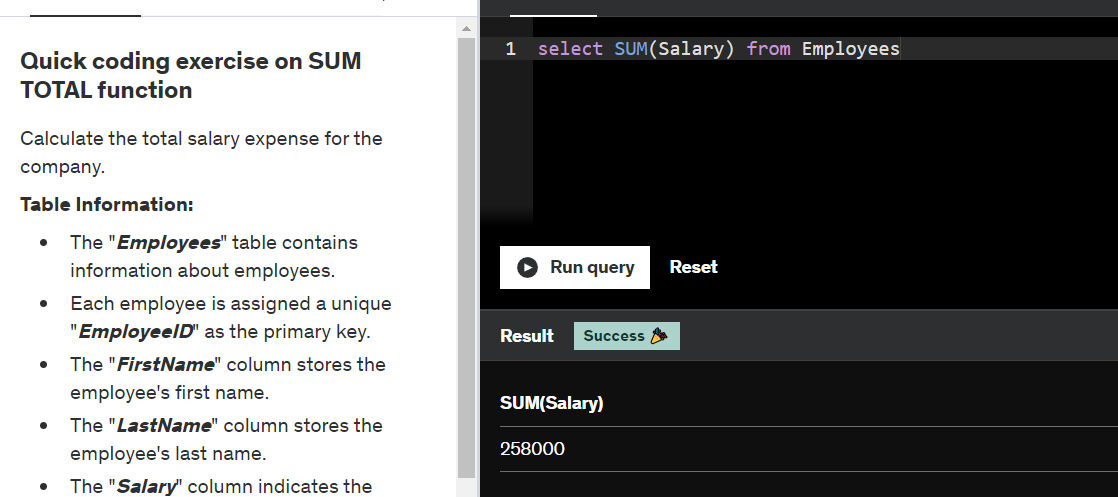 Quick coding exercise on SUM
TOTAL function
Calculate the total salary expense for the
company.
Table Information:
The "Employees" table contains
information about employees.
Each employee is assigned a unique
"EmployeeID" as the primary key.
The "FirstName" column stores the
employee's first name.
The "LastName" column stores the
employee's last name.
The "Salary" column indicates the
1 select SUM(Salary) from Employees
Run query Reset
Result Success
SUM(Salary)
258000